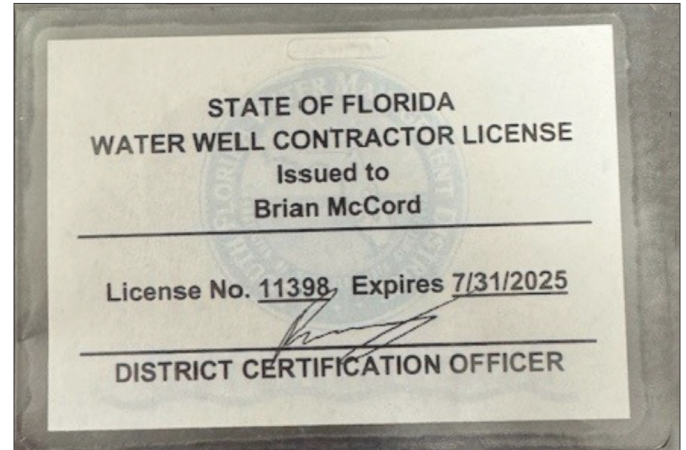 STATE OF FLORIDA
WATER WELL CONTRACTOR LICENSE
Issued to
Brian McCord
License No. 11398 Expires 7/31/2025
DISTRICT CERTIFICATION OFFICER